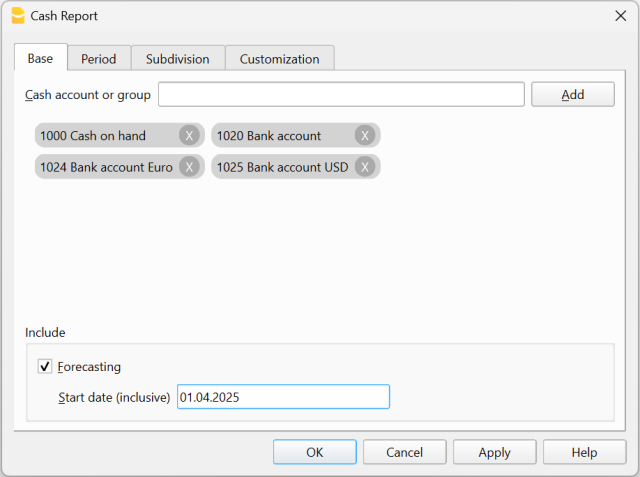 Cash Report
Base Period Subdivision Customization
Cash account or group Add
1000 Cash on hand X 1020 Bank account X
1024 Bank account Euro X 1025 Bank account USD X
Include
Forecasting
Start date (inclusive) 01.04.2025
OK Cancel Apply Help